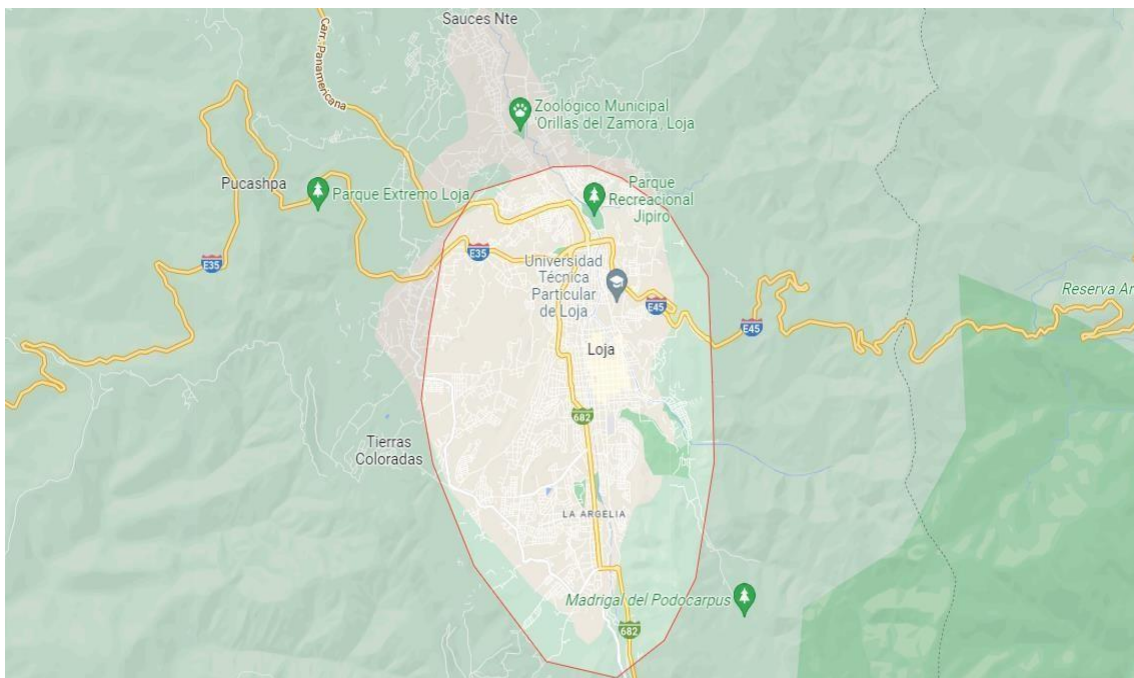 Sauces Nte
Carr. Panamericana
Zoológico Municipal
'Orillas del Zamora', Loja
Pucashpa
Parque Extremo Loja
Parque
Recreacional
Jipiro
E35
E35
Universidad
Técnica
Particular
de Loja
E45
E45
Reserva Ar
Loja
682
Tierras
Coloradas
LA ARGELIA
Madrigal del Podocarpus
682